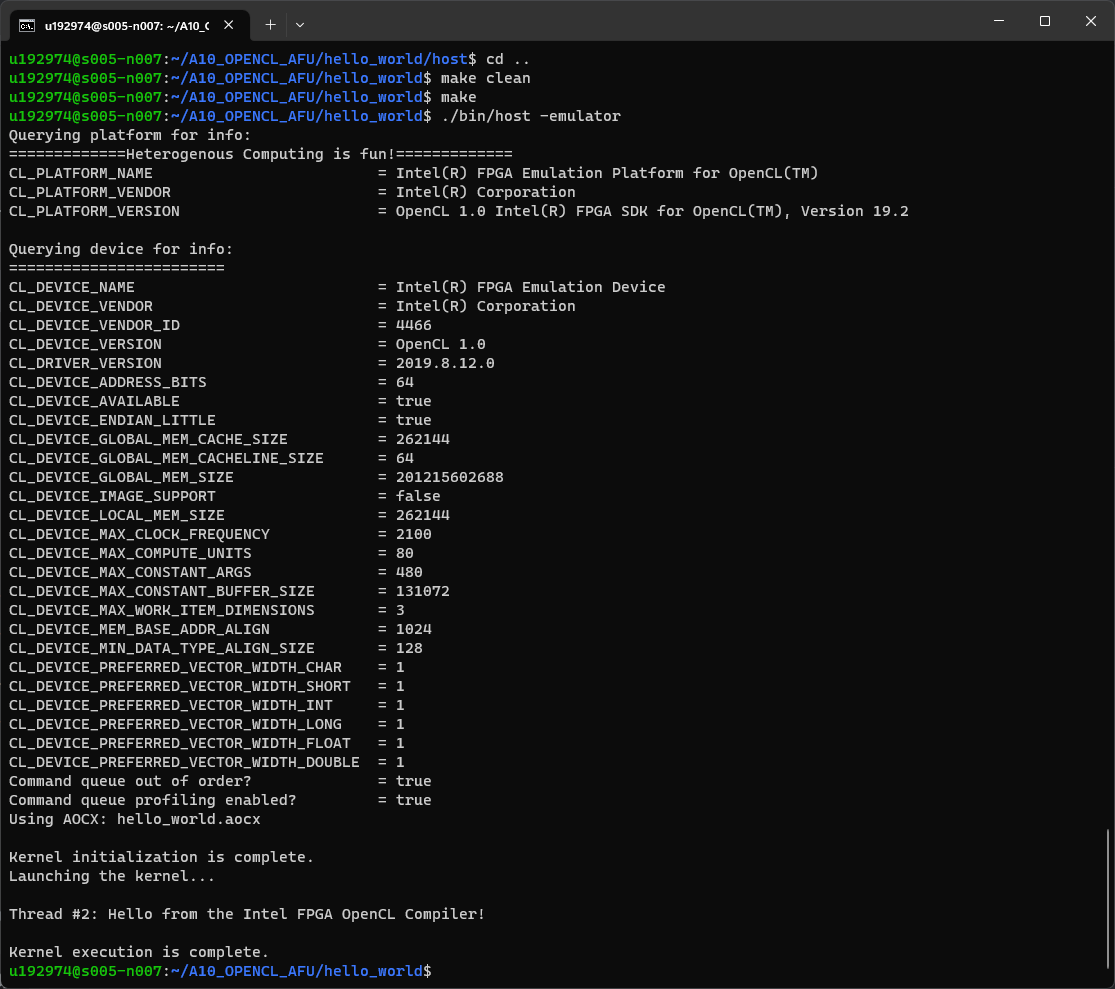 u192974@s005-n007: ~/A10_C
u192974@s005-n007:~/A10_OPENCL_AFU/hello_world/host$ cd ..
u192974@s005-n007:~/A10_OPENCL_AFU/hello_world$ make clean
u192974@s005-n007:~/A10_OPENCL_AFU/hello_world$ make
u192974@s005-n007:~/A10_OPENCL_AFU/hello_world$ ./bin/host -emulator
Querying platform for info:
=============Heterogenous Computing is fun!=============
CL_PLATFORM_NAME                         = Intel(R) FPGA Emulation Platform for OpenCL(TM)
CL_PLATFORM_VENDOR                       = Intel(R) Corporation
CL_PLATFORM_VERSION                      = OpenCL 1.0 Intel(R) FPGA SDK for OpenCL(TM), Version 19.2
Querying device for info:
========================
CL_DEVICE_NAME                           = Intel(R) FPGA Emulation Device
CL_DEVICE_VENDOR                         = Intel(R) Corporation
CL_DEVICE_VENDOR_ID                      = 4466
CL_DEVICE_VERSION                        = OpenCL 1.0
CL_DRIVER_VERSION                        = 2019.8.12.0
CL_DEVICE_ADDRESS_BITS                   = 64
CL_DEVICE_AVAILABLE                      = true
CL_DEVICE_ENDIAN_LITTLE                  = true
CL_DEVICE_GLOBAL_MEM_CACHE_SIZE          = 262144
CL_DEVICE_GLOBAL_MEM_CACHELINE_SIZE      = 64
CL_DEVICE_GLOBAL_MEM_SIZE                = 201215602688
CL_DEVICE_IMAGE_SUPPORT                  = false
CL_DEVICE_LOCAL_MEM_SIZE                 = 262144
CL_DEVICE_MAX_CLOCK_FREQUENCY            = 2100
CL_DEVICE_MAX_COMPUTE_UNITS              = 80
CL_DEVICE_MAX_CONSTANT_ARGS              = 480
CL_DEVICE_MAX_CONSTANT_BUFFER_SIZE       = 131072
CL_DEVICE_MAX_WORK_ITEM_DIMENSIONS       = 3
CL_DEVICE_MEM_BASE_ADDR_ALIGN            = 1024
CL_DEVICE_MIN_DATA_TYPE_ALIGN_SIZE       = 128
CL_DEVICE_PREFERRED_VECTOR_WIDTH_CHAR    = 1
CL_DEVICE_PREFERRED_VECTOR_WIDTH_SHORT   = 1
CL_DEVICE_PREFERRED_VECTOR_WIDTH_INT     = 1
CL_DEVICE_PREFERRED_VECTOR_WIDTH_LONG    = 1
CL_DEVICE_PREFERRED_VECTOR_WIDTH_FLOAT   = 1
CL_DEVICE_PREFERRED_VECTOR_WIDTH_DOUBLE  = 1
Command queue out of order?              = true
Command queue profiling enabled?         = true
Using AOCX: hello_world.aocx
Kernel initialization is complete.
Launching the kernel...
Thread #2: Hello from the Intel FPGA OpenCL Compiler!
Kernel execution is complete.
u192974@s005-n007:~/A10_OPENCL_AFU/hello_world$